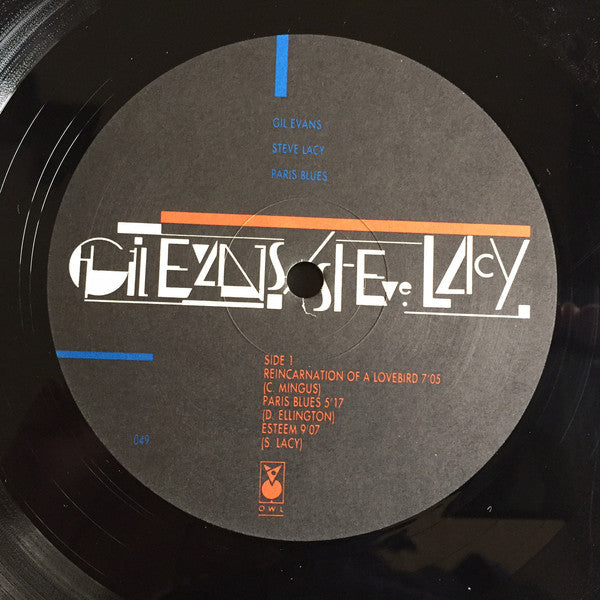 GIL EVANS
STEVE LACY
PARIS BLUES
GIL EVANS/STEVE LACY
SIDE 1
REINCARNATION OF A LOVEBIRD 7'05
(C. MINGUS)
PARIS BLUES 5'17
(D. ELLINGTON)
ESTEEM 9'07
(S. LACY)
049
OWL